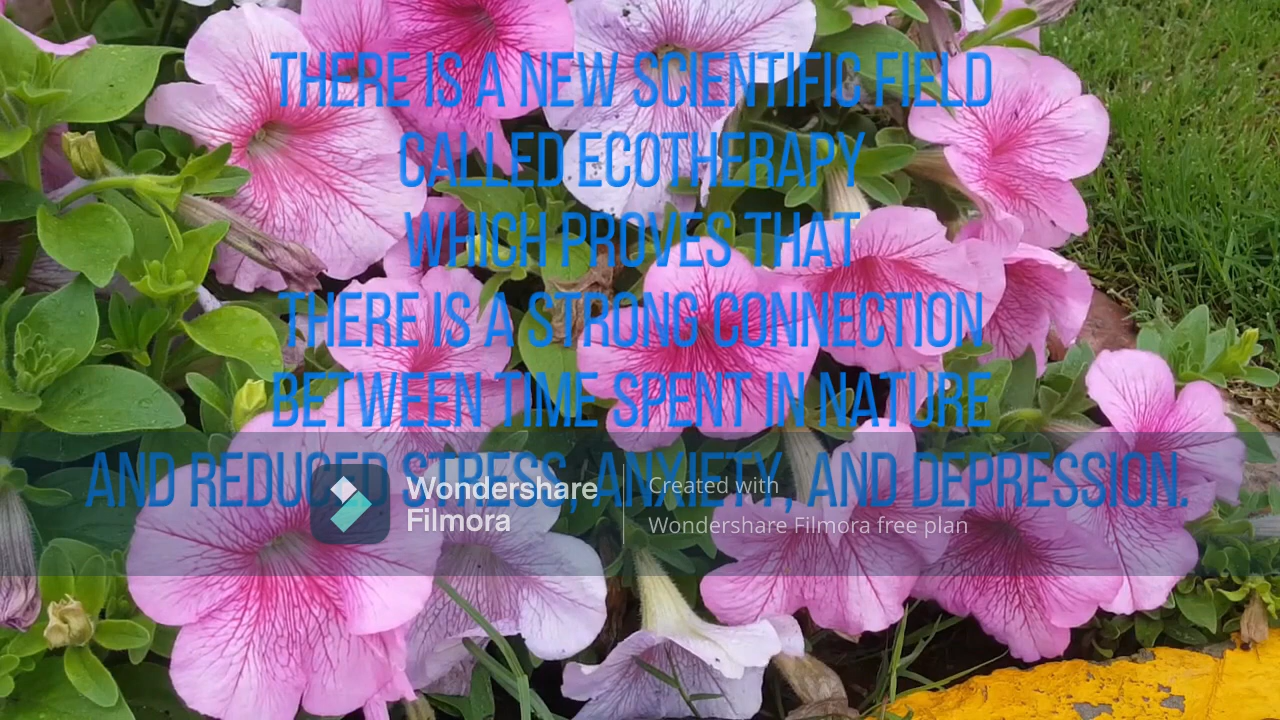 THERE IS A NEW SCIENTIFIC FIELD
CALLED ECOTHERAPY
WHICH PROVES THAT
THERE IS A STRONG CONNECTION
BETWEEN TIME SPENT IN NATURE
AND REDUCED STRESS, ANXIETY, AND DEPRESSION.
Wondershare
Filmora
Created with
Wondershare Filmora free plan